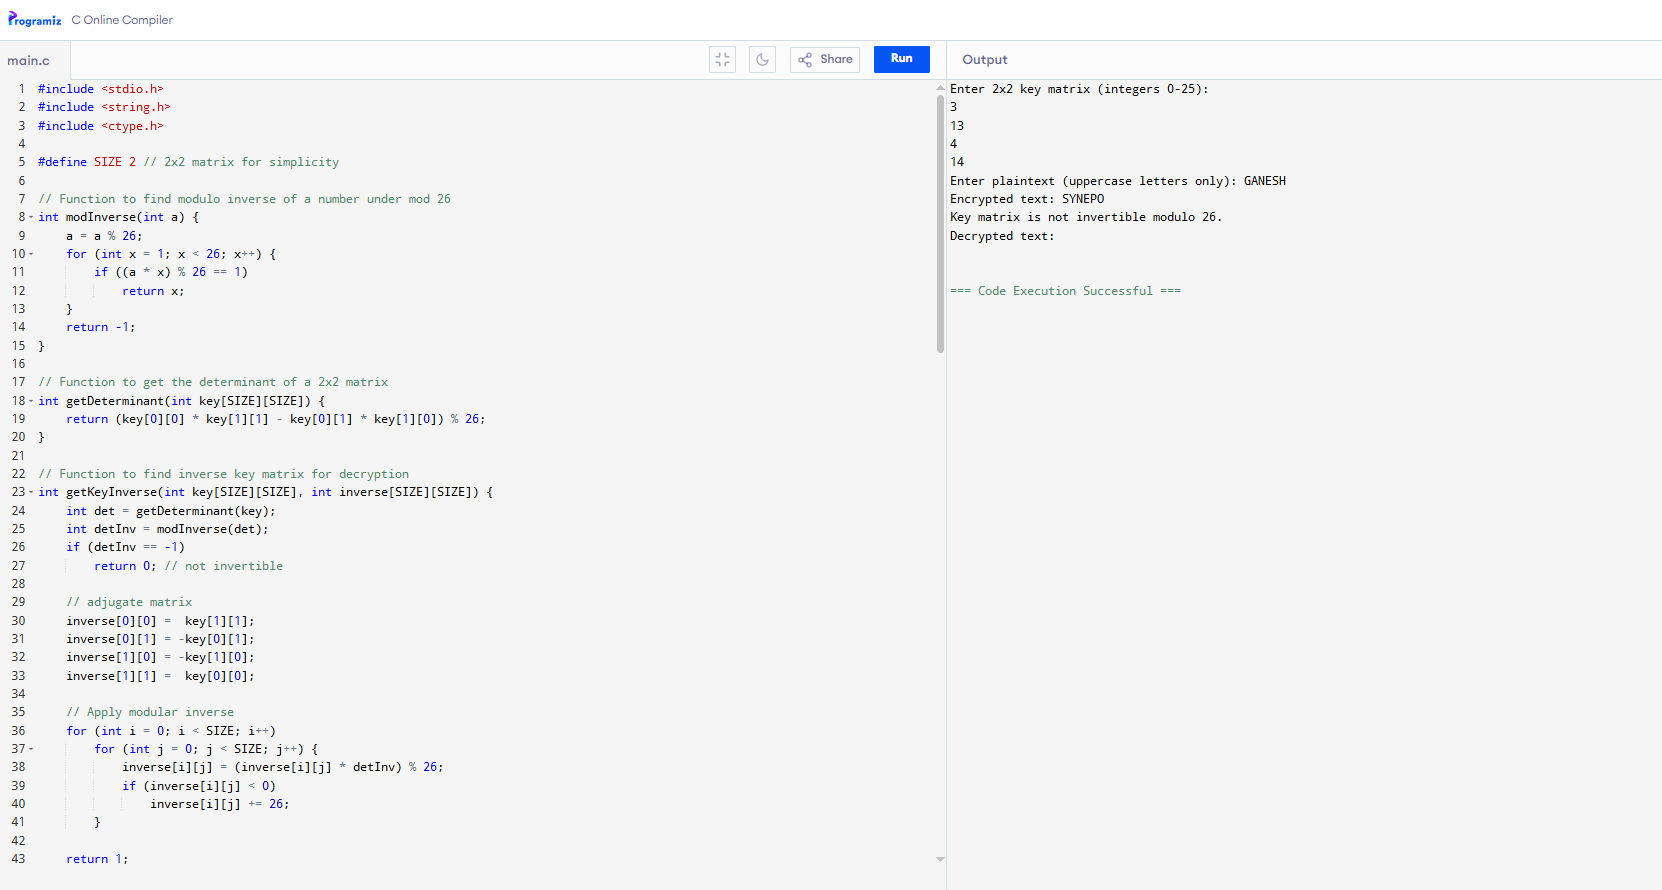 Programiz C Online Compiler
main.c
Share
Run
Output
1 #include <stdio.h>
2 #include <string.h>
3 #include <ctype.h>
4
5 #define SIZE 2 // 2x2 matrix for simplicity
6
7 // Function to find modulo inverse of a number under mod 26
8 int modInverse(int a) {
9     a = a % 26;
10     for (int x = 1; x < 26; x++) {
11         if ((a * x) % 26 == 1)
12             return x;
13     }
14     return -1;
15 }
16
17 // Function to get the determinant of a 2x2 matrix
18 int getDeterminant(int key[SIZE][SIZE]) {
19     return (key[0][0] * key[1][1] - key[0][1] * key[1][0]) % 26;
20 }
21
22 // Function to find inverse key matrix for decryption
23 int getKeyInverse(int key[SIZE][SIZE], int inverse[SIZE][SIZE]) {
24     int det = getDeterminant(key);
25     int detInv = modInverse(det);
26     if (detInv == -1)
27         return 0; // not invertible
28
29     // adjugate matrix
30     inverse[0][0] =  key[1][1];
31     inverse[0][1] = -key[0][1];
32     inverse[1][0] = -key[1][0];
33     inverse[1][1] =  key[0][0];
34
35     // Apply modular inverse
36     for (int i = 0; i < SIZE; i++)
37         for (int j = 0; j < SIZE; j++) {
38             inverse[i][j] = (inverse[i][j] * detInv) % 26;
39             if (inverse[i][j] < 0)
40                 inverse[i][j] += 26;
41         }
42
43     return 1;
Enter 2x2 key matrix (integers 0-25):
3
13
4
14
Enter plaintext (uppercase letters only): GANESH
Encrypted text: SYNEPO
Key matrix is not invertible modulo 26.
Decrypted text:
=== Code Execution Successful ===